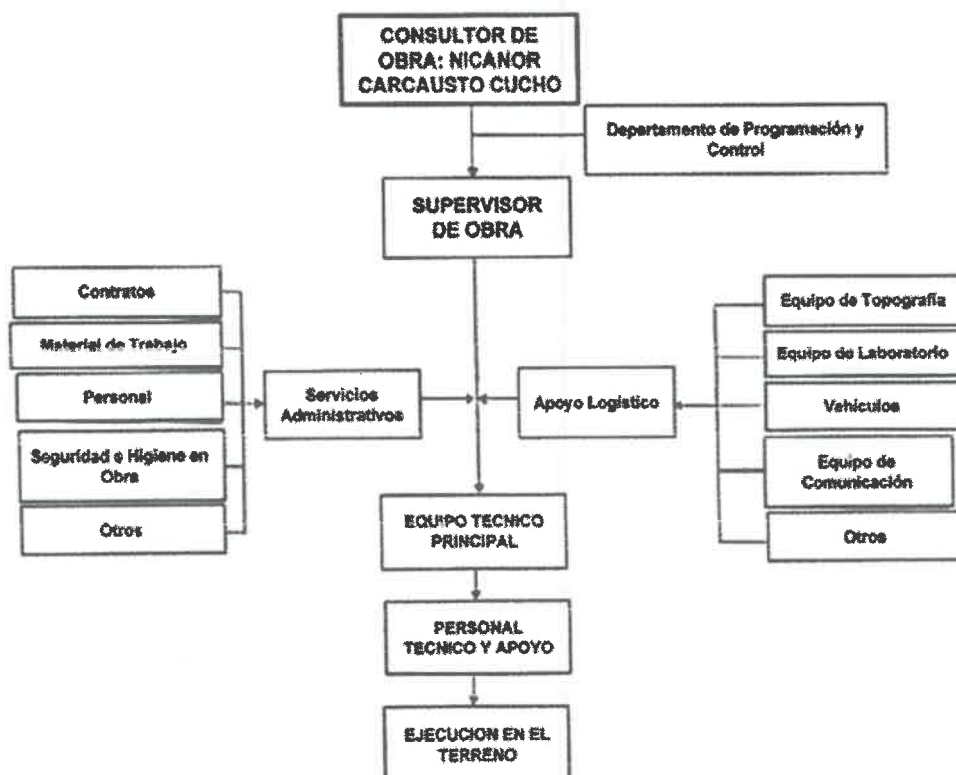 CONSULTOR DE
OBRA: NICANOR
CARCAUSTO CUCHO
Departamento de Programación y
Control
SUPERVISOR
DE OBRA
Contratos
Material de Trabajo
Personal
Seguridad e Higiene en
Obra
Otros
Servicios
Administrativos
Apoyo Logístico
Equipo de Topografía
Equipo de Laboratorio
Vehículos
Equipo de
Comunicación
Otros
EQUIPO TECNICO
PRINCIPAL
PERSONAL
TECNICO Y APOYO
EJECUCION EN EL
TERRENO